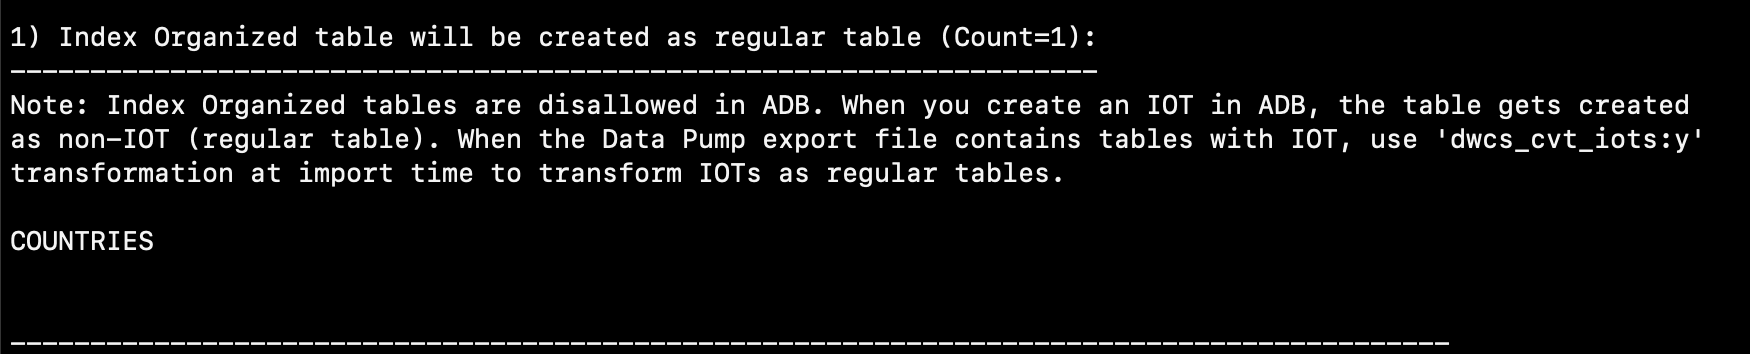 1) Index Organized table will be created as regular table (Count=1):
--------------------------------------------------------------------
Note: Index Organized tables are disallowed in ADB. When you create an IOT in ADB, the table gets created
as non-IOT (regular table). When the Data Pump export file contains tables with IOT, use 'dwcs_cvt_iots:y'
transformation at import time to transform IOTs as regular tables.
COUNTRIES
------------------------------------------------------------------------------------------